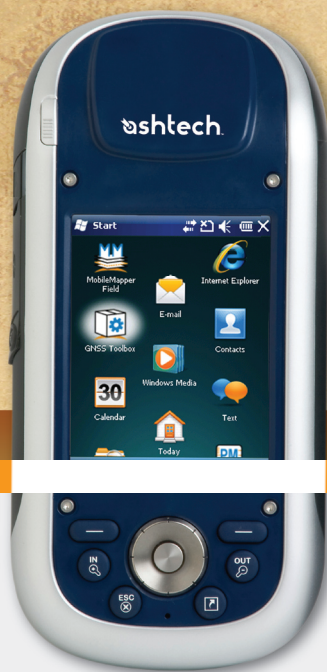 ashtech
Start
MobileMapper
Field
E-mail
Internet Explorer
GNSS Toolbox
Contacts
Windows Media
30
Calendar
Text
Today
IN
OUT
ESC